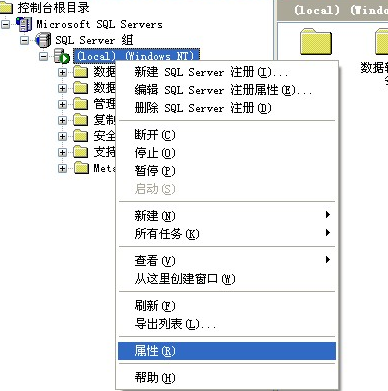 控制台根目录
Microsoft SQL Servers
SQL Server 组
(local) (Windows NT)
(local) (Windo
数据
数据
管理
复制
安全
支持
Meta
新建 SQL Server 注册(I)...
编辑 SQL Server 注册属性(E)...
删除 SQL Server 注册(D)
断开(C)
停止(O)
暂停(P)
启动(S)
新建(N)
所有任务(K)
查看(V)
从这里创建窗口(W)
刷新(F)
导出列表(L)...
属性(R)
帮助(H)
数据